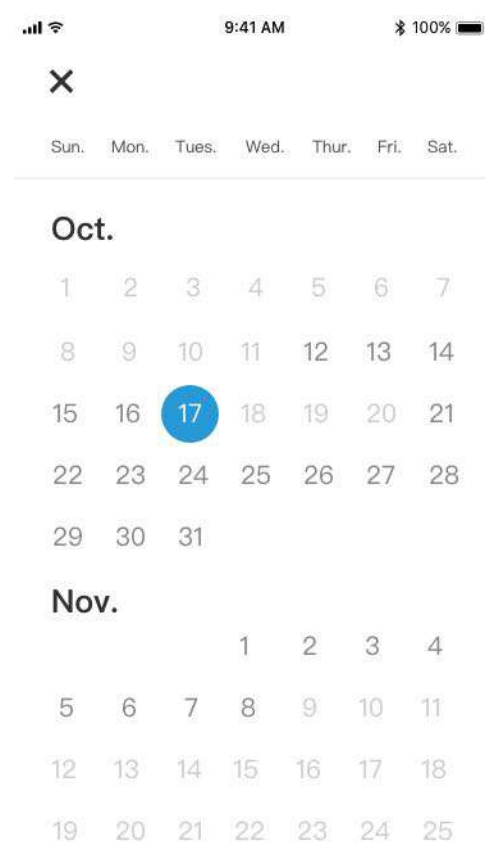 9:41 AM 100%
Sun. Mon. Tues. Wed. Thur. Fri. Sat.
Oct.
1 2 3 4 5 6 7
8 9 10 11 12 13 14
15 16 17 18 19 20 21
22 23 24 25 26 27 28
29 30 31
Nov.
1 2 3 4
5 6 7 8 9 10 11
12 13 14 15 16 17 18
19 20 21 22 23 24 25